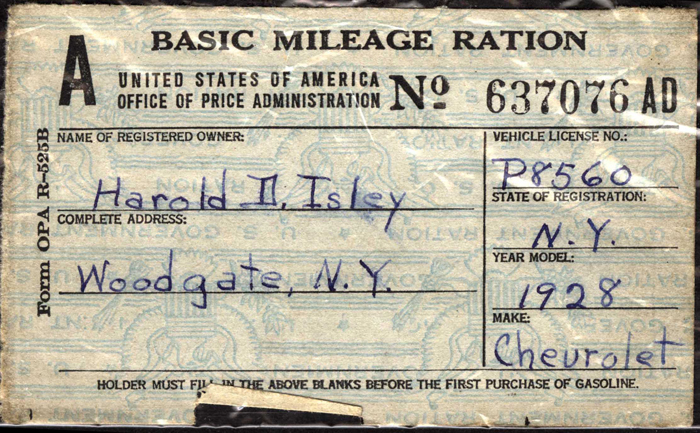 A
BASIC MILEAGE RATION
UNITED STATES OF AMERICA
OFFICE OF PRICE ADMINISTRATION
Nº 637076 AD
Form OPA R-525B
NAME OF REGISTERED OWNER:
Harold D. Isley
COMPLETE ADDRESS:
Woodgate, N.Y.
VEHICLE LICENSE NO.:
P8560
STATE OF REGISTRATION:
N.Y.
YEAR MODEL:
1928
MAKE:
Chevrolet
HOLDER MUST FILL IN THE ABOVE BLANKS BEFORE THE FIRST PURCHASE OF GASOLINE.